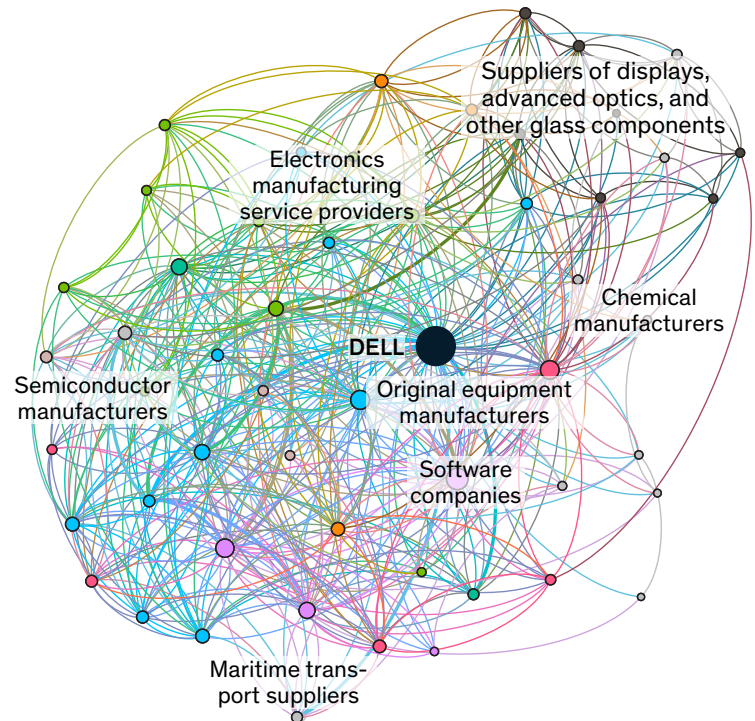 Suppliers of displays,
advanced optics, and
other glass components
Electronics
manufacturing
service providers
Chemical
manufacturers
DELL
Semiconductor
manufacturers
Original equipment
manufacturers
Software
companies
Maritime trans-
port suppliers